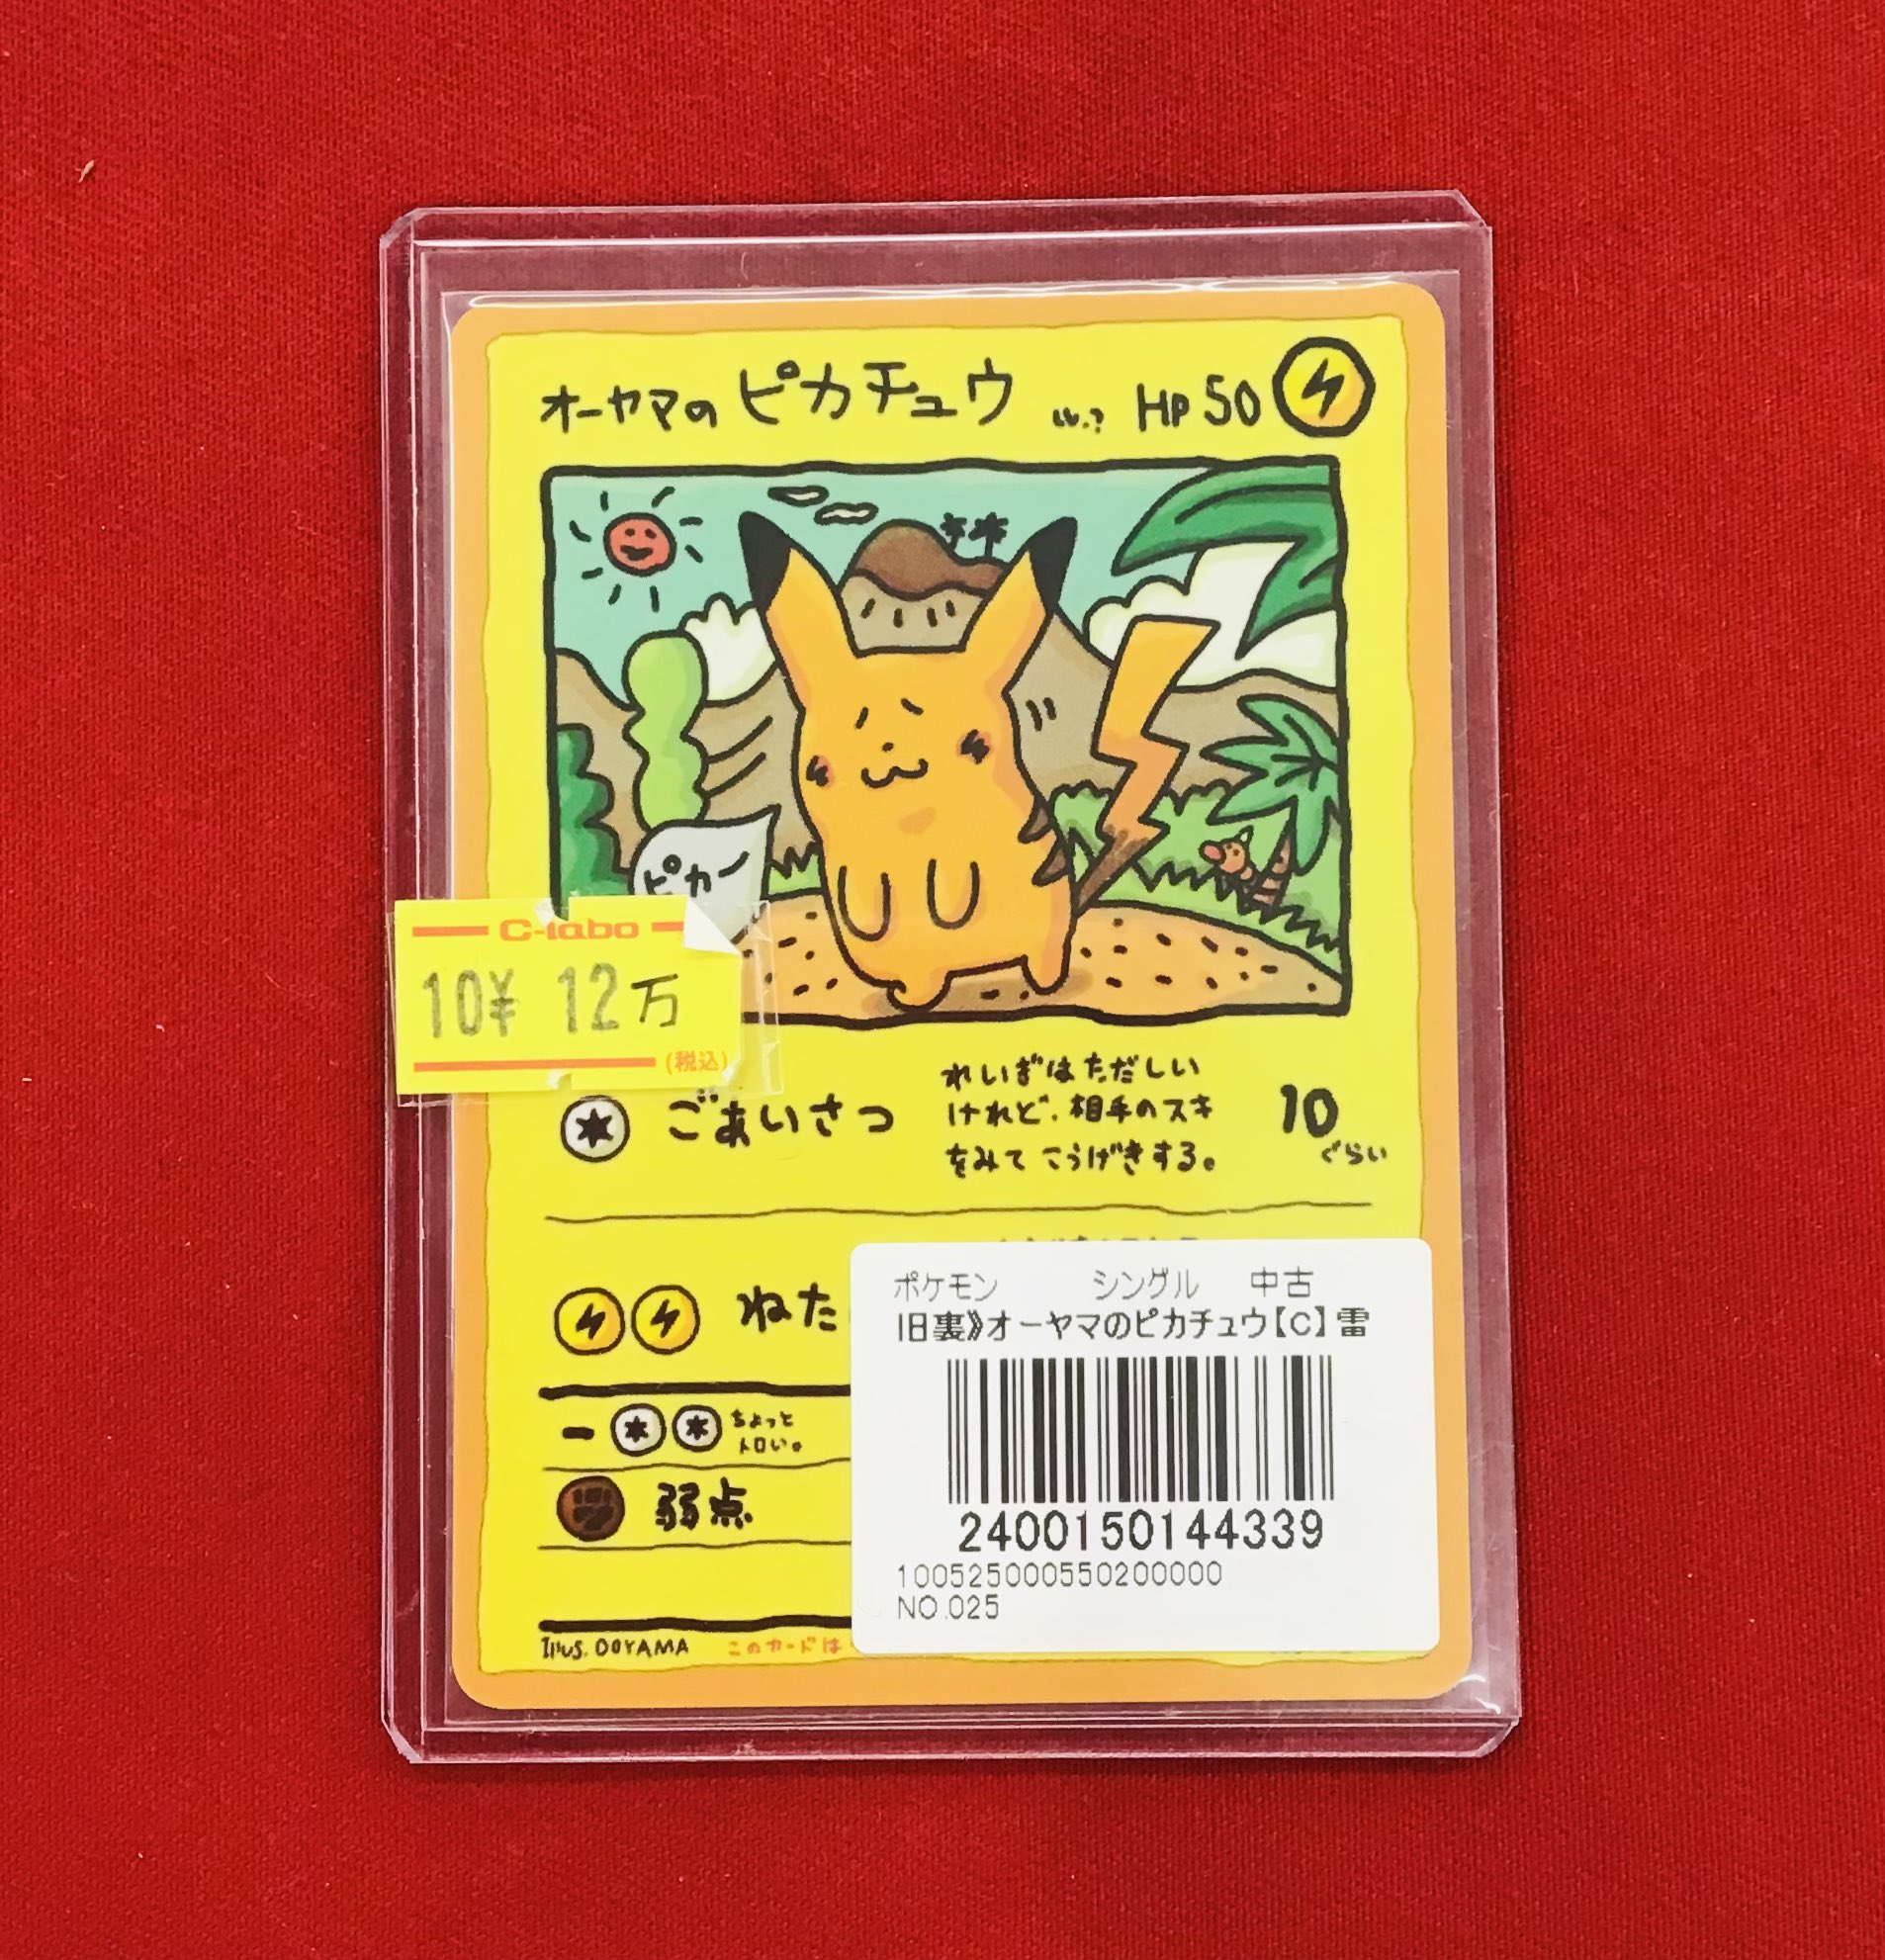 オーヤマの ピカチュウ LV.? HP 50
ピカー
C-labo
10¥ 12万
(税込)
ごあいさつ
れいぎはただしい
けれど、相手のスキ
をみて こうげきする。
10
ぐらい
ねた
ポケモン シングル 中古
旧裏》オーヤマのピカチュウ【C】雷
ー
ちょっと
トロい。
弱点
2400150144339
100525000550200000
NO.025
Illus. OOYAMA このカードは